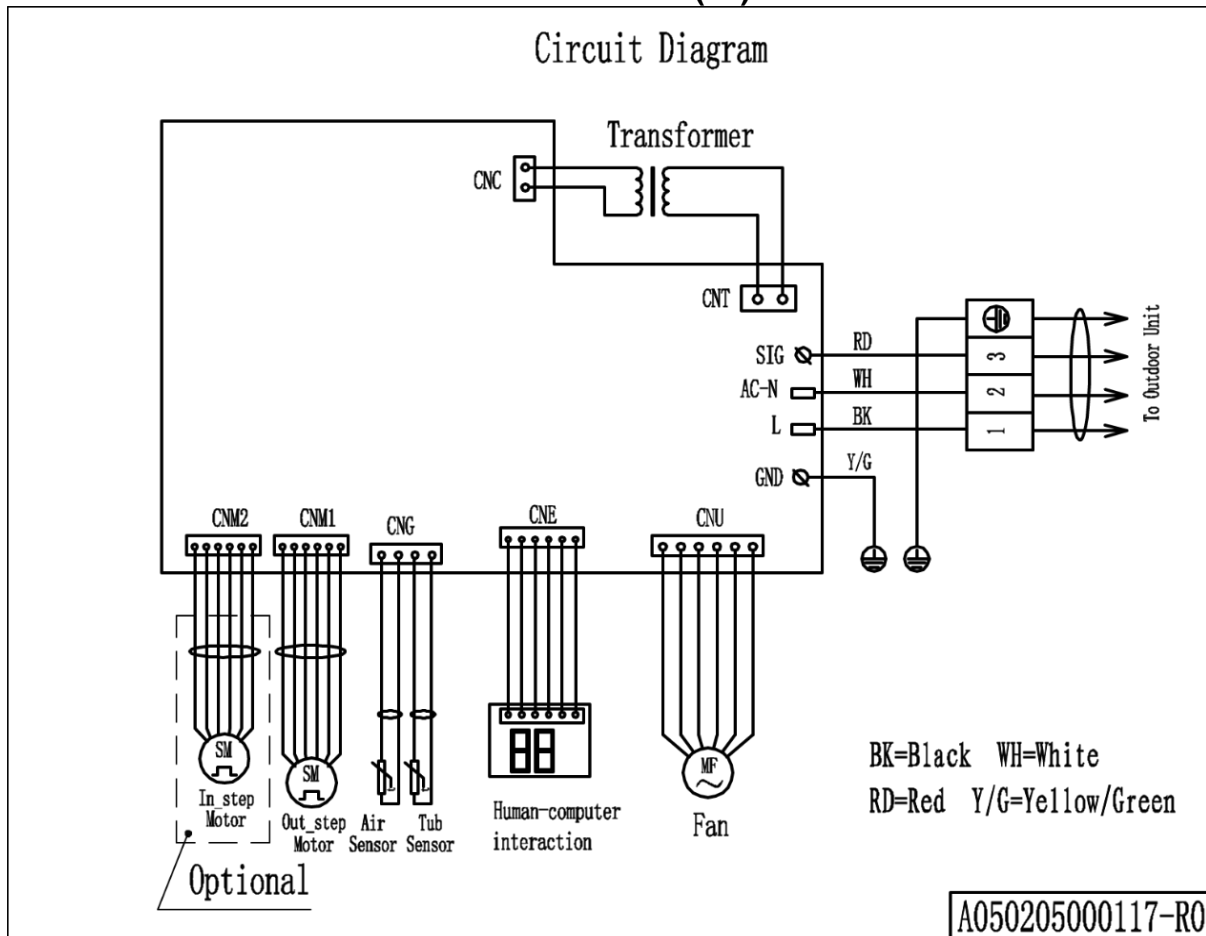 Circuit Diagram
Transformer
CNC
CNT
SIG
RD
3
AC-N
WH
2
L
BK
1
GND
Y/G
To Outdoor Unit
CNM2
CNM1
CNG
CNE
CNU
SM
SM
MF
In_step
Motor
Out_step
Motor
Air
Sensor
Tub
Sensor
Human-computer
interaction
Fan
Optional
BK=Black WH=White
RD=Red Y/G=Yellow/Green
A050205000117-R0